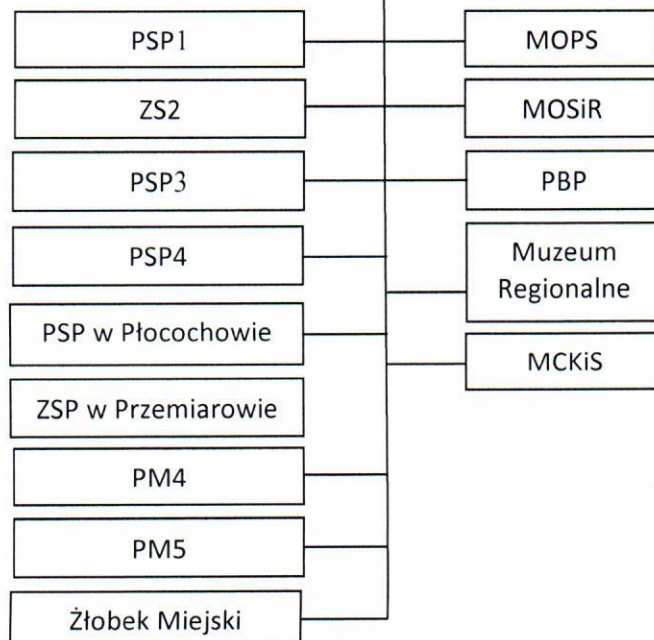 PSP1
ZS2
PSP3
PSP4
PSP w Płocochowie
ZSP w Przemiarowie
PM4
PM5
Żłobek Miejski
MOPS
MOSiR
PBP
Muzeum
Regionalne
MCKiS